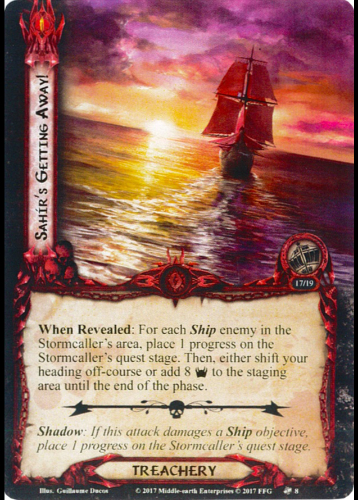 SAHÍR'S GETTING AWAY!
17/19
When Revealed: For each Ship enemy in the
Stormcaller's area, place 1 progress on the
Stormcaller's quest stage. Then, either shift your
heading off-course or add 8 to the staging
area until the end of the phase.
Shadow: If this attack damages a Ship objective,
place 1 progress on the Stormcaller's quest stage.
TREACHERY
Illus. Guillaume Ducos
© 2017 Middle-earth Enterprises © 2017 FFG
8